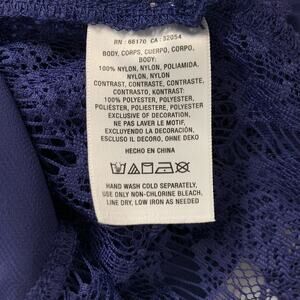 RN : 66170 CA : 32054
BODY, CORPS, CUERPO, CORPO,
BODY:
100% NYLON, NYLON, POLIAMIDA,
NYLON, NYLON
CONTRAST, CONTRASTE, CONTRASTE,
CONTRASTO, KONTRAST:
100% POLYESTER, POLYESTER,
POLIESTER, POLIESTERE, POLYESTER
EXCLUSIVE OF DECORATION,
NE PAS LAVER LE MOTIF,
EXCLUYENDO LA DECORACIÓN,
ESCLUSO IL DECORO, OHNE DEKO
HECHO EN CHINA
HAND WASH COLD SEPARATELY,
USE ONLY NON-CHLORINE BLEACH,
LINE DRY, LOW IRON AS NEEDED